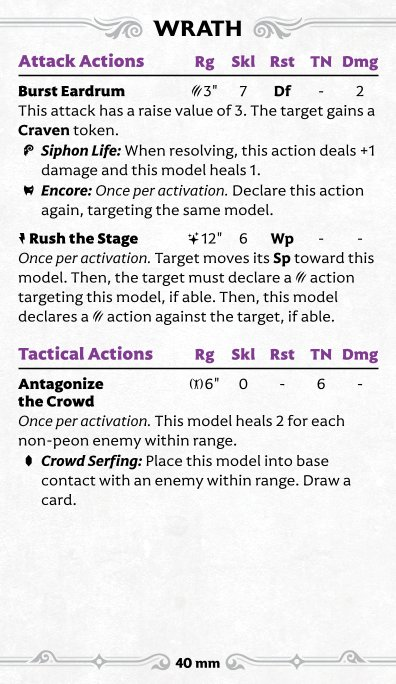 WRATH
Attack Actions Rg Skl Rst TN Dmg
Burst Eardrum 3" 7 Df - 2
This attack has a raise value of 3. The target gains a
Craven token.
Siphon Life: When resolving, this action deals +1
damage and this model heals 1.
Encore: Once per activation. Declare this action
again, targeting the same model.
Rush the Stage 12" 6 Wp - -
Once per activation. Target moves its Sp toward this
model. Then, the target must declare a action
targeting this model, if able. Then, this model
declares a action against the target, if able.
Tactical Actions Rg Skl Rst TN Dmg
Antagonize
the Crowd 6" 0 - 6 -
Once per activation. This model heals 2 for each
non-peon enemy within range.
Crowd Serfing: Place this model into base
contact with an enemy within range. Draw a
card.
40 mm